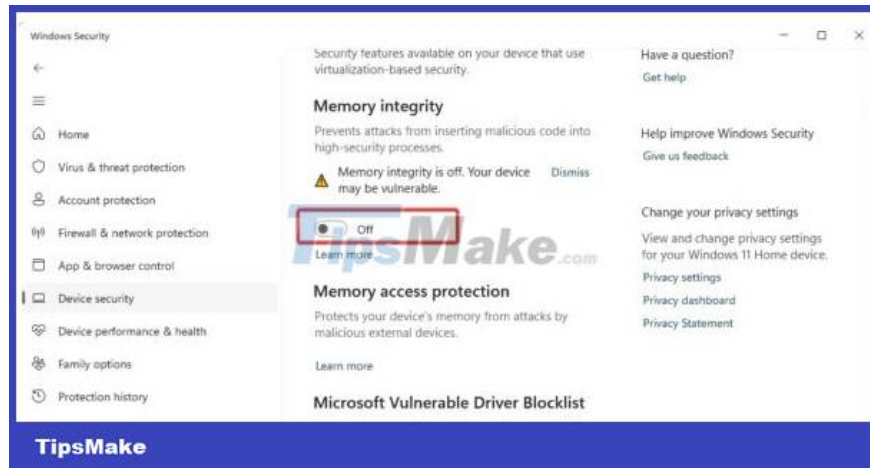 Windows Security
Home
Virus & threat protection
Account protection
Firewall & network protection
App & browser control
Device security
Device performance & health
Family options
Protection history
Security features available on your device that use
virtualization-based security.
Memory integrity
Prevents attacks from inserting malicious code into
high-security processes.
Memory integrity is off. Your device
may be vulnerable.
Dismiss
Off
Learn more
TipsMake.com
Memory access protection
Protects your device's memory from attacks by
malicious external devices.
Learn more
Microsoft Vulnerable Driver Blocklist
Have a question?
Get help
Help improve Windows Security
Give us feedback
Change your privacy settings
View and change privacy settings
for your Windows 11 Home device.
Privacy settings
Privacy dashboard
Privacy Statement
TipsMake